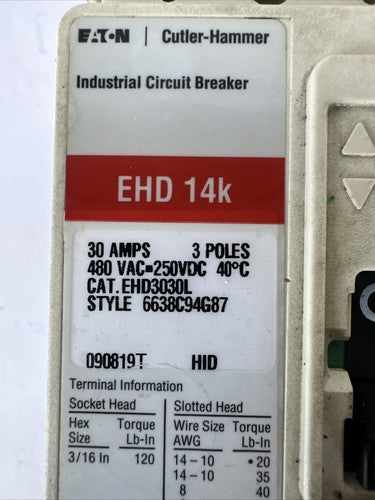 EATON | Cutler-Hammer
Industrial Circuit Breaker
EHD 14k
30 AMPS 3 POLES
480 VAC=250VDC 40°C
CAT.EHD3030L
STYLE 6638C94G87
090819T HID
Terminal Information
Socket Head Slotted Head
Hex Torque Wire Size Torque
Size Lb-In AWG Lb-In
3/16 In 120 14-10 •20
14-10 35
8 40